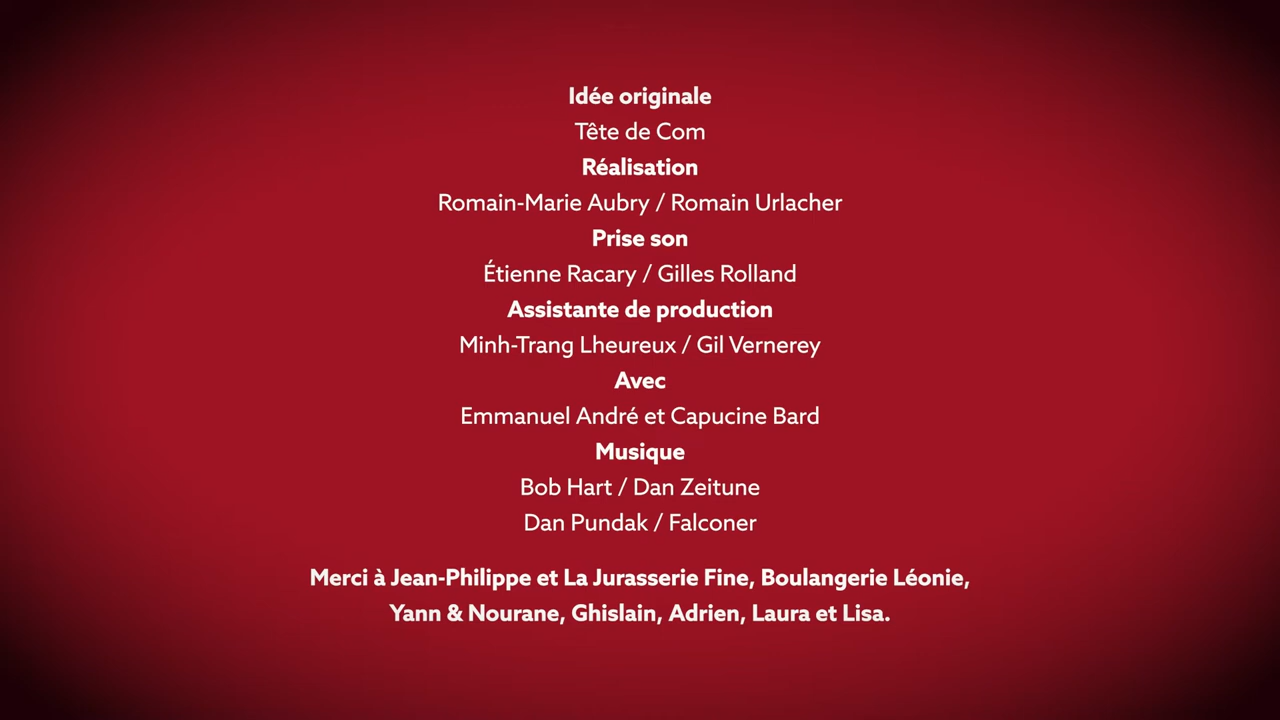 Idée originale
Tête de Com
Réalisation
Romain-Marie Aubry / Romain Urlacher
Prise son
Étienne Racary / Gilles Rolland
Assistante de production
Minh-Trang Lheureux / Gil Vernerey
Avec
Emmanuel André et Capucine Bard
Musique
Bob Hart / Dan Zeitune
Dan Pundak / Falconer
Merci à Jean-Philippe et La Jurasserie Fine, Boulangerie Léonie,
Yann & Nourane, Ghislain, Adrien, Laura et Lisa.